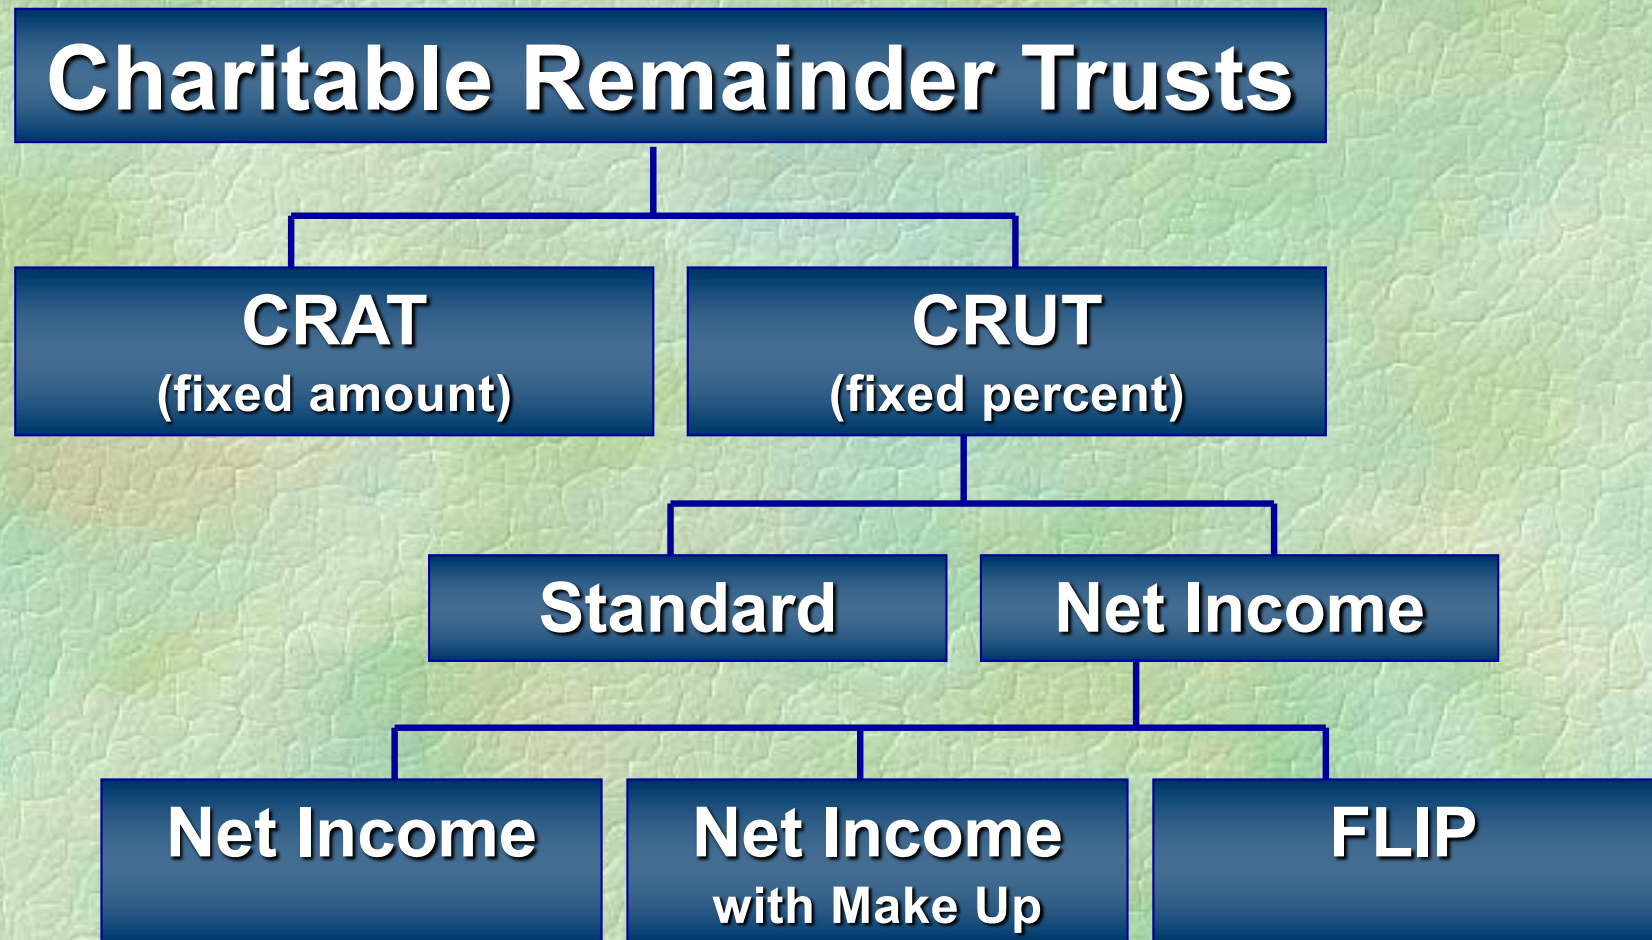 Charitable Remainder Trusts
CRAT
(fixed amount)
CRUT
(fixed percent)
Standard
Net Income
Net Income
Net Income
with Make Up
FLIP